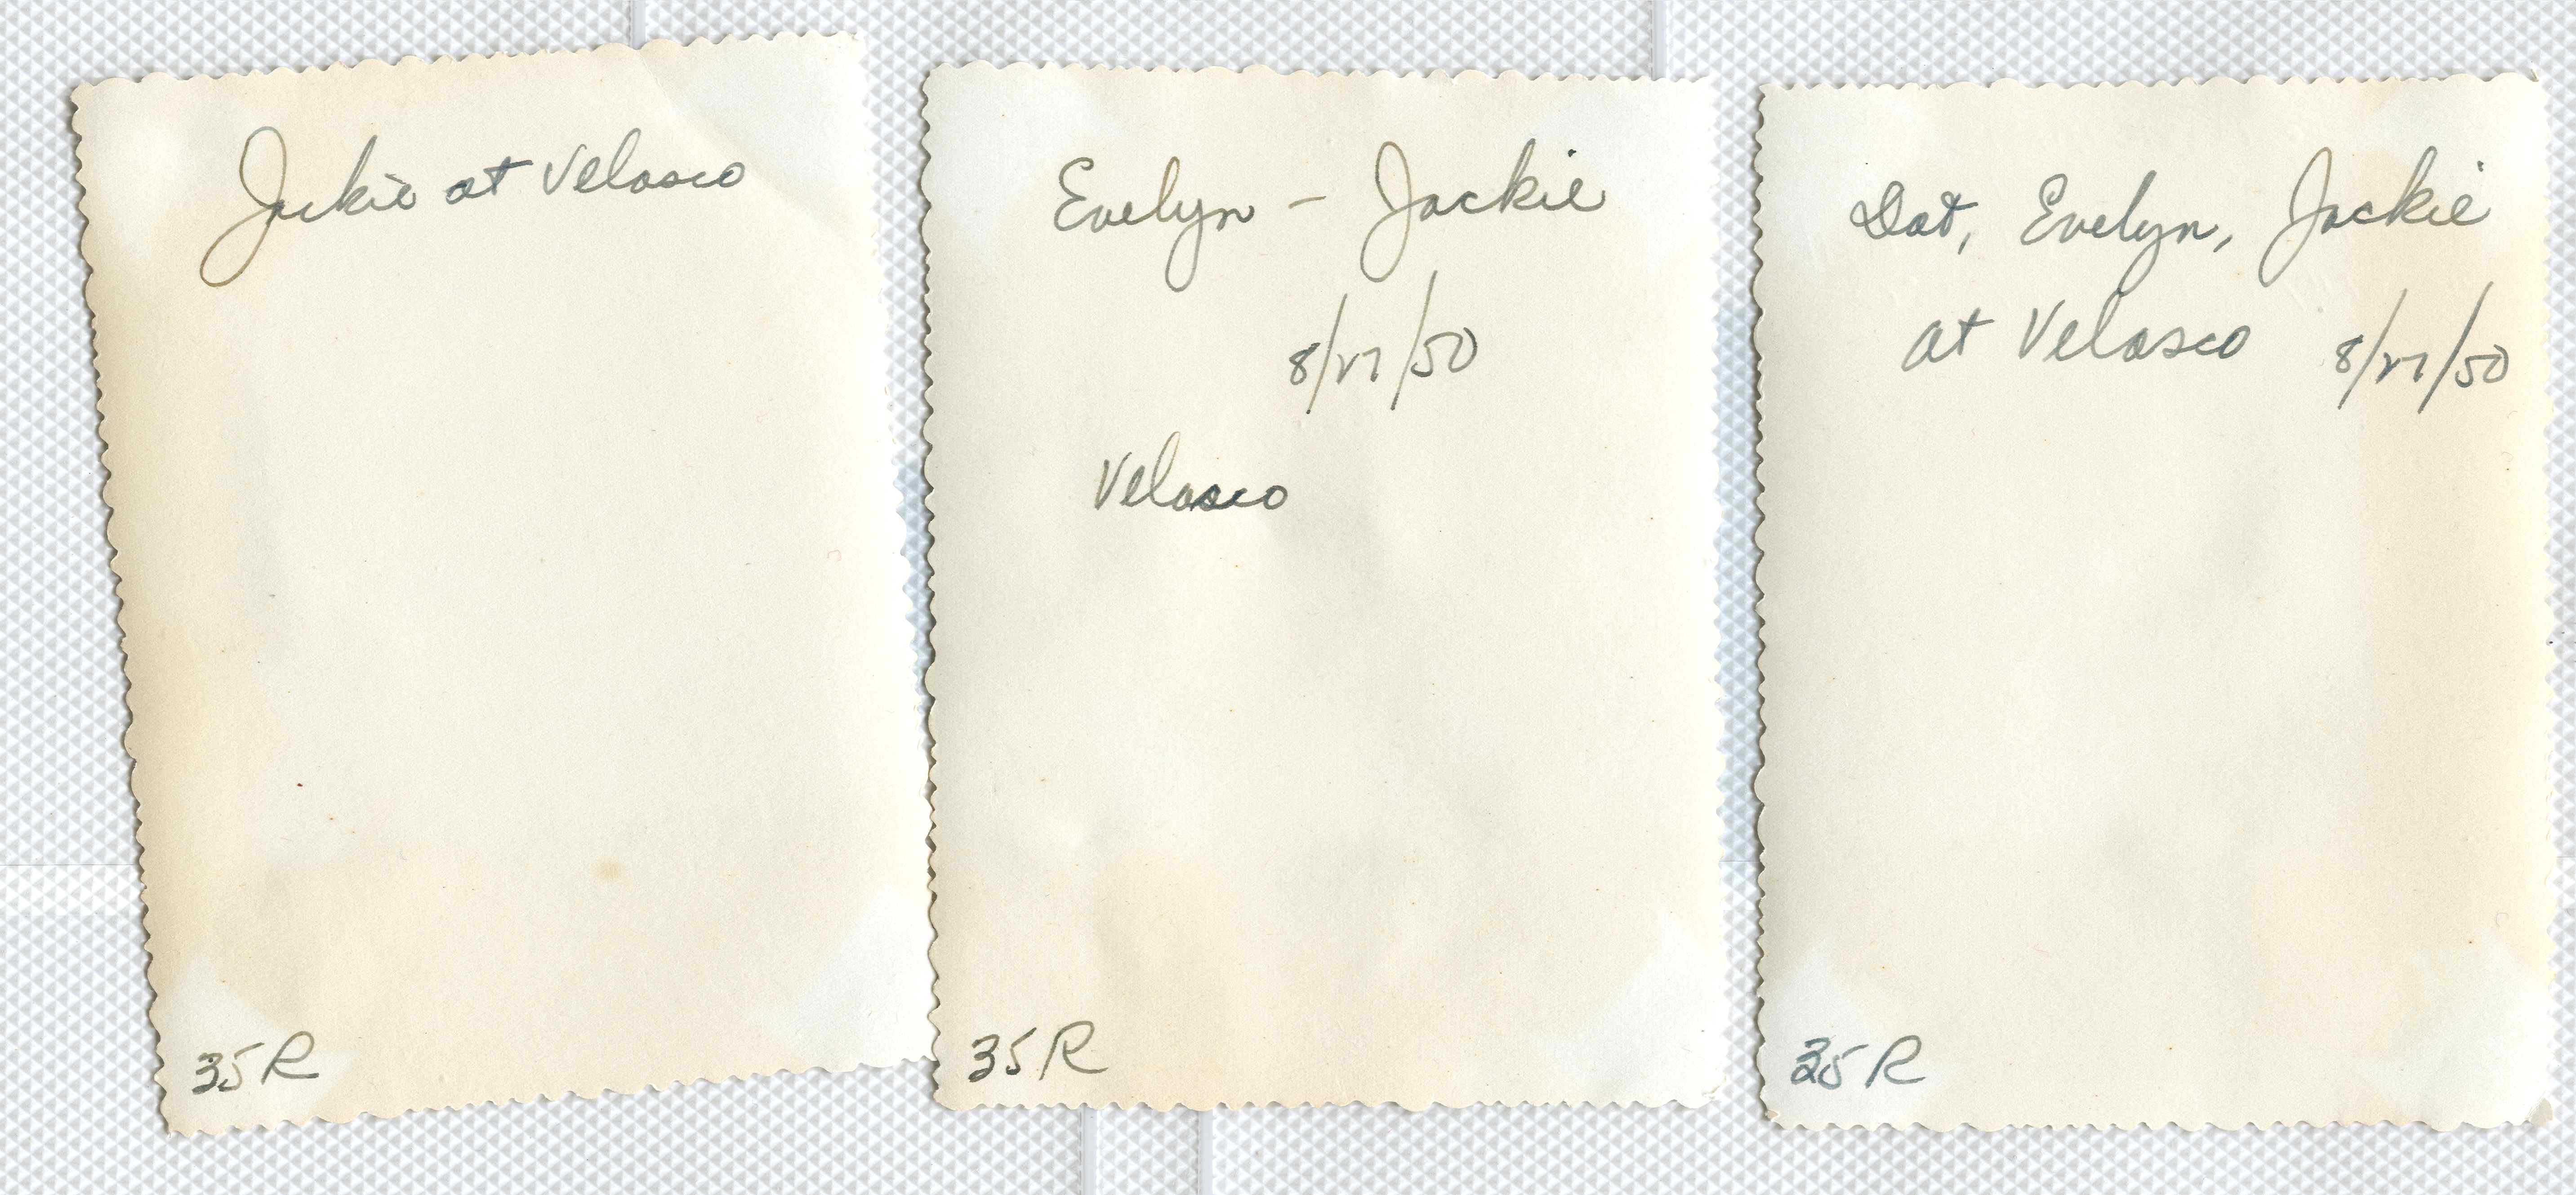 Jackie at Velasco
35R
Evelyn - Jackie
8/27/50
Velasco
35R
Dot, Evelyn, Jackie
at Velasco 8/27/50
35R